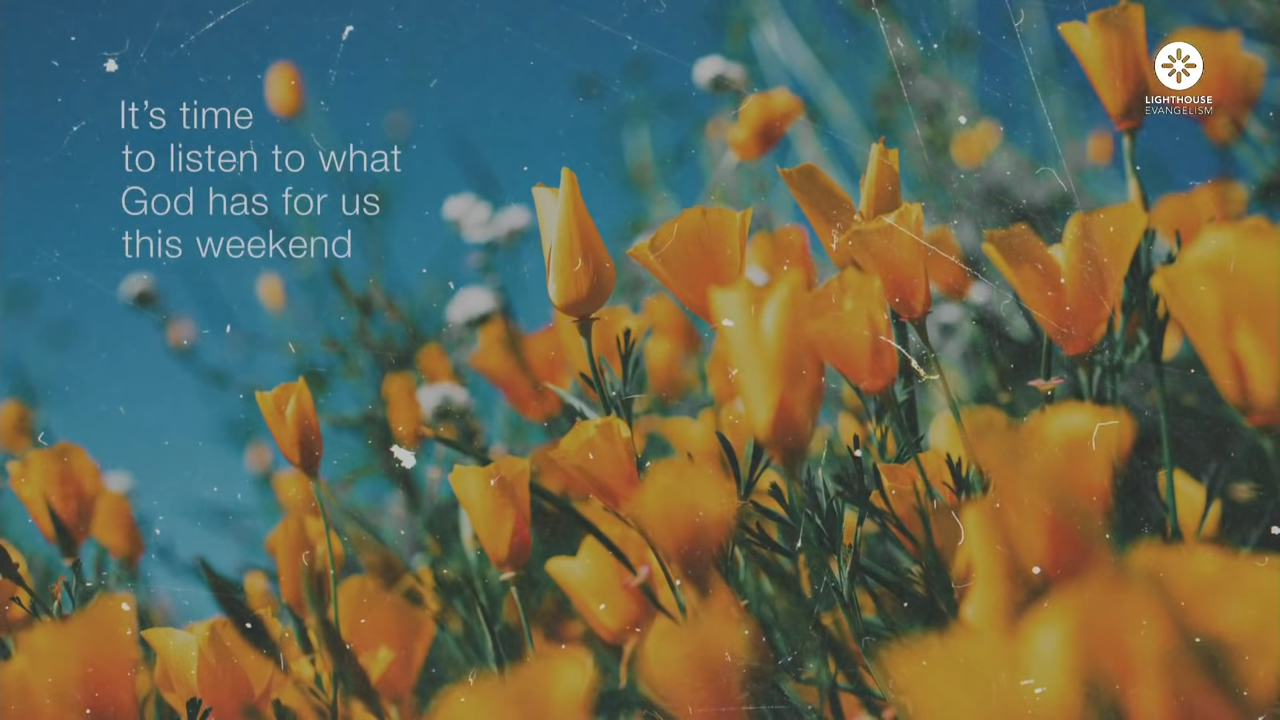 It's time
to listen to what
God has for us
this weekend
LIGHTHOUSE
EVANGELISM